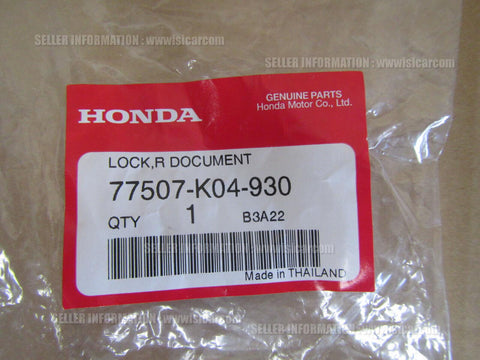 SELLER INFORMATION : www.isicarcom
SELLER INFORMATION : www.isicarcom
GENUINE PARTS
Honda Motor Co., Ltd.
HONDA
LOCK,R DOCUMENT
77507-K04-930
QTY 1 B3A22
Made in THAILAND
SELLER INFORMATION : www.isicarcom
SELLER INFORMATION : www.isicarcom